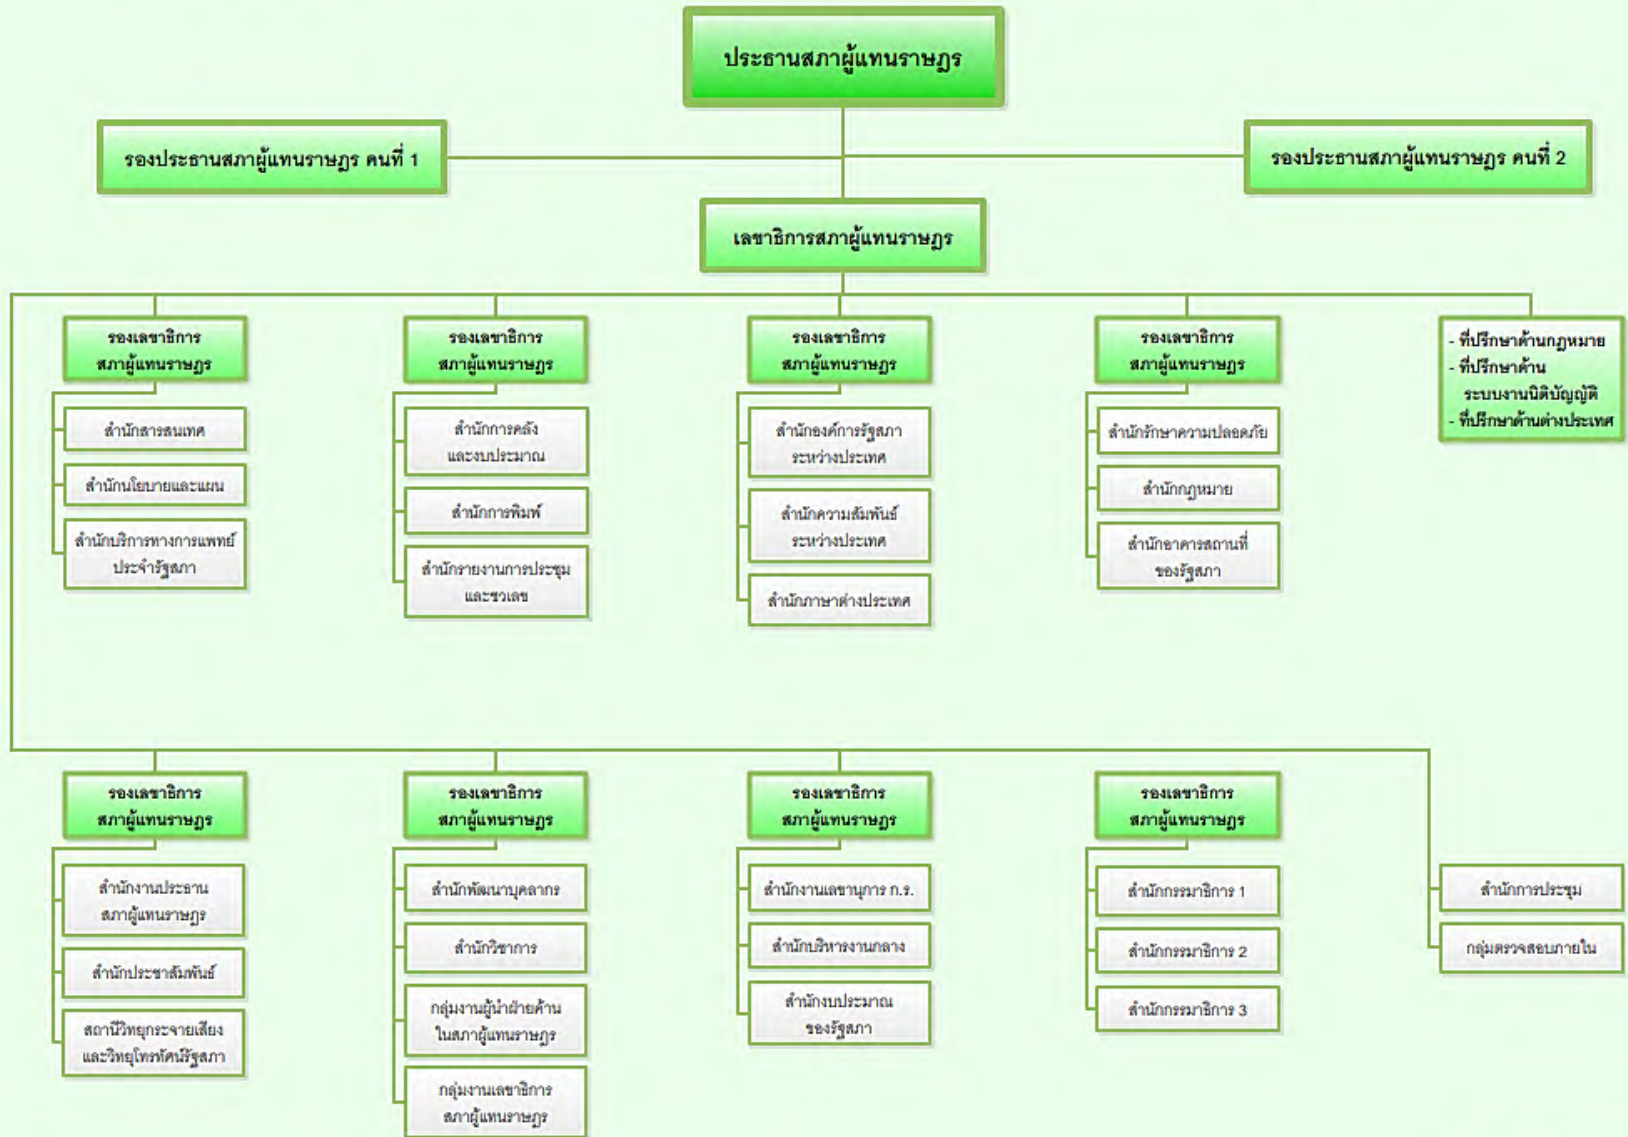 ประธานสภาผู้แทนราษฎร
รองประธานสภาผู้แทนราษฎร คนที่ 1
รองประธานสภาผู้แทนราษฎร คนที่ 2
เลขาธิการสภาผู้แทนราษฎร
รองเลขาธิการ
สภาผู้แทนราษฎร
สำนักสารสนเทศ
สำนักนโยบายและแผน
สำนักบริการทางการแพทย์
ประจำรัฐสภา
รองเลขาธิการ
สภาผู้แทนราษฎร
สำนักการคลัง
และงบประมาณ
สำนักการพิมพ์
สำนักรายงานการประชุม
และชวเลข
รองเลขาธิการ
สภาผู้แทนราษฎร
สำนักองค์การรัฐสภา
ระหว่างประเทศ
สำนักความสัมพันธ์
ระหว่างประเทศ
สำนักภาษาต่างประเทศ
รองเลขาธิการ
สภาผู้แทนราษฎร
สำนักรักษาความปลอดภัย
สำนักกฎหมาย
สำนักอาคารสถานที่
ของรัฐสภา
- ที่ปรึกษาด้านกฎหมาย
- ที่ปรึกษาด้าน
ระบบงานนิติบัญญัติ
- ที่ปรึกษาด้านต่างประเทศ
รองเลขาธิการ
สภาผู้แทนราษฎร
สำนักงานประธาน
สภาผู้แทนราษฎร
สำนักประชาสัมพันธ์
สถานีวิทยุกระจายเสียง
และวิทยุโทรทัศน์รัฐสภา
รองเลขาธิการ
สภาผู้แทนราษฎร
สำนักพัฒนาบุคลากร
สำนักวิชาการ
กลุ่มงานผู้นำฝ่ายค้าน
ในสภาผู้แทนราษฎร
กลุ่มงานเลขาธิการ
สภาผู้แทนราษฎร
รองเลขาธิการ
สภาผู้แทนราษฎร
สำนักงานเลขานุการ ก.ร.
สำนักบริหารงานกลาง
สำนักงบประมาณ
ของรัฐสภา
รองเลขาธิการ
สภาผู้แทนราษฎร
สำนักกรรมาธิการ 1
สำนักกรรมาธิการ 2
สำนักกรรมาธิการ 3
สำนักการประชุม
กลุ่มตรวจสอบภายใน